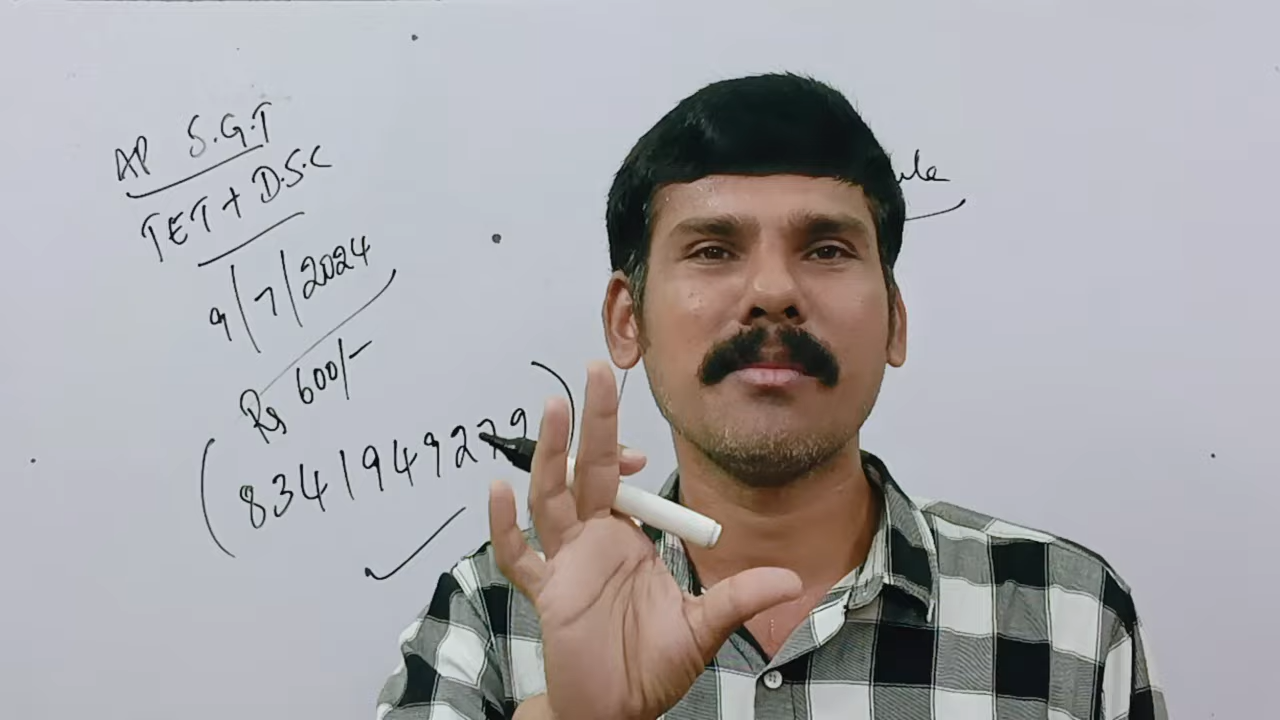 AP S.G.T
TET + D.S.C
9/7/2024
Rs 600/-
(8341949279)